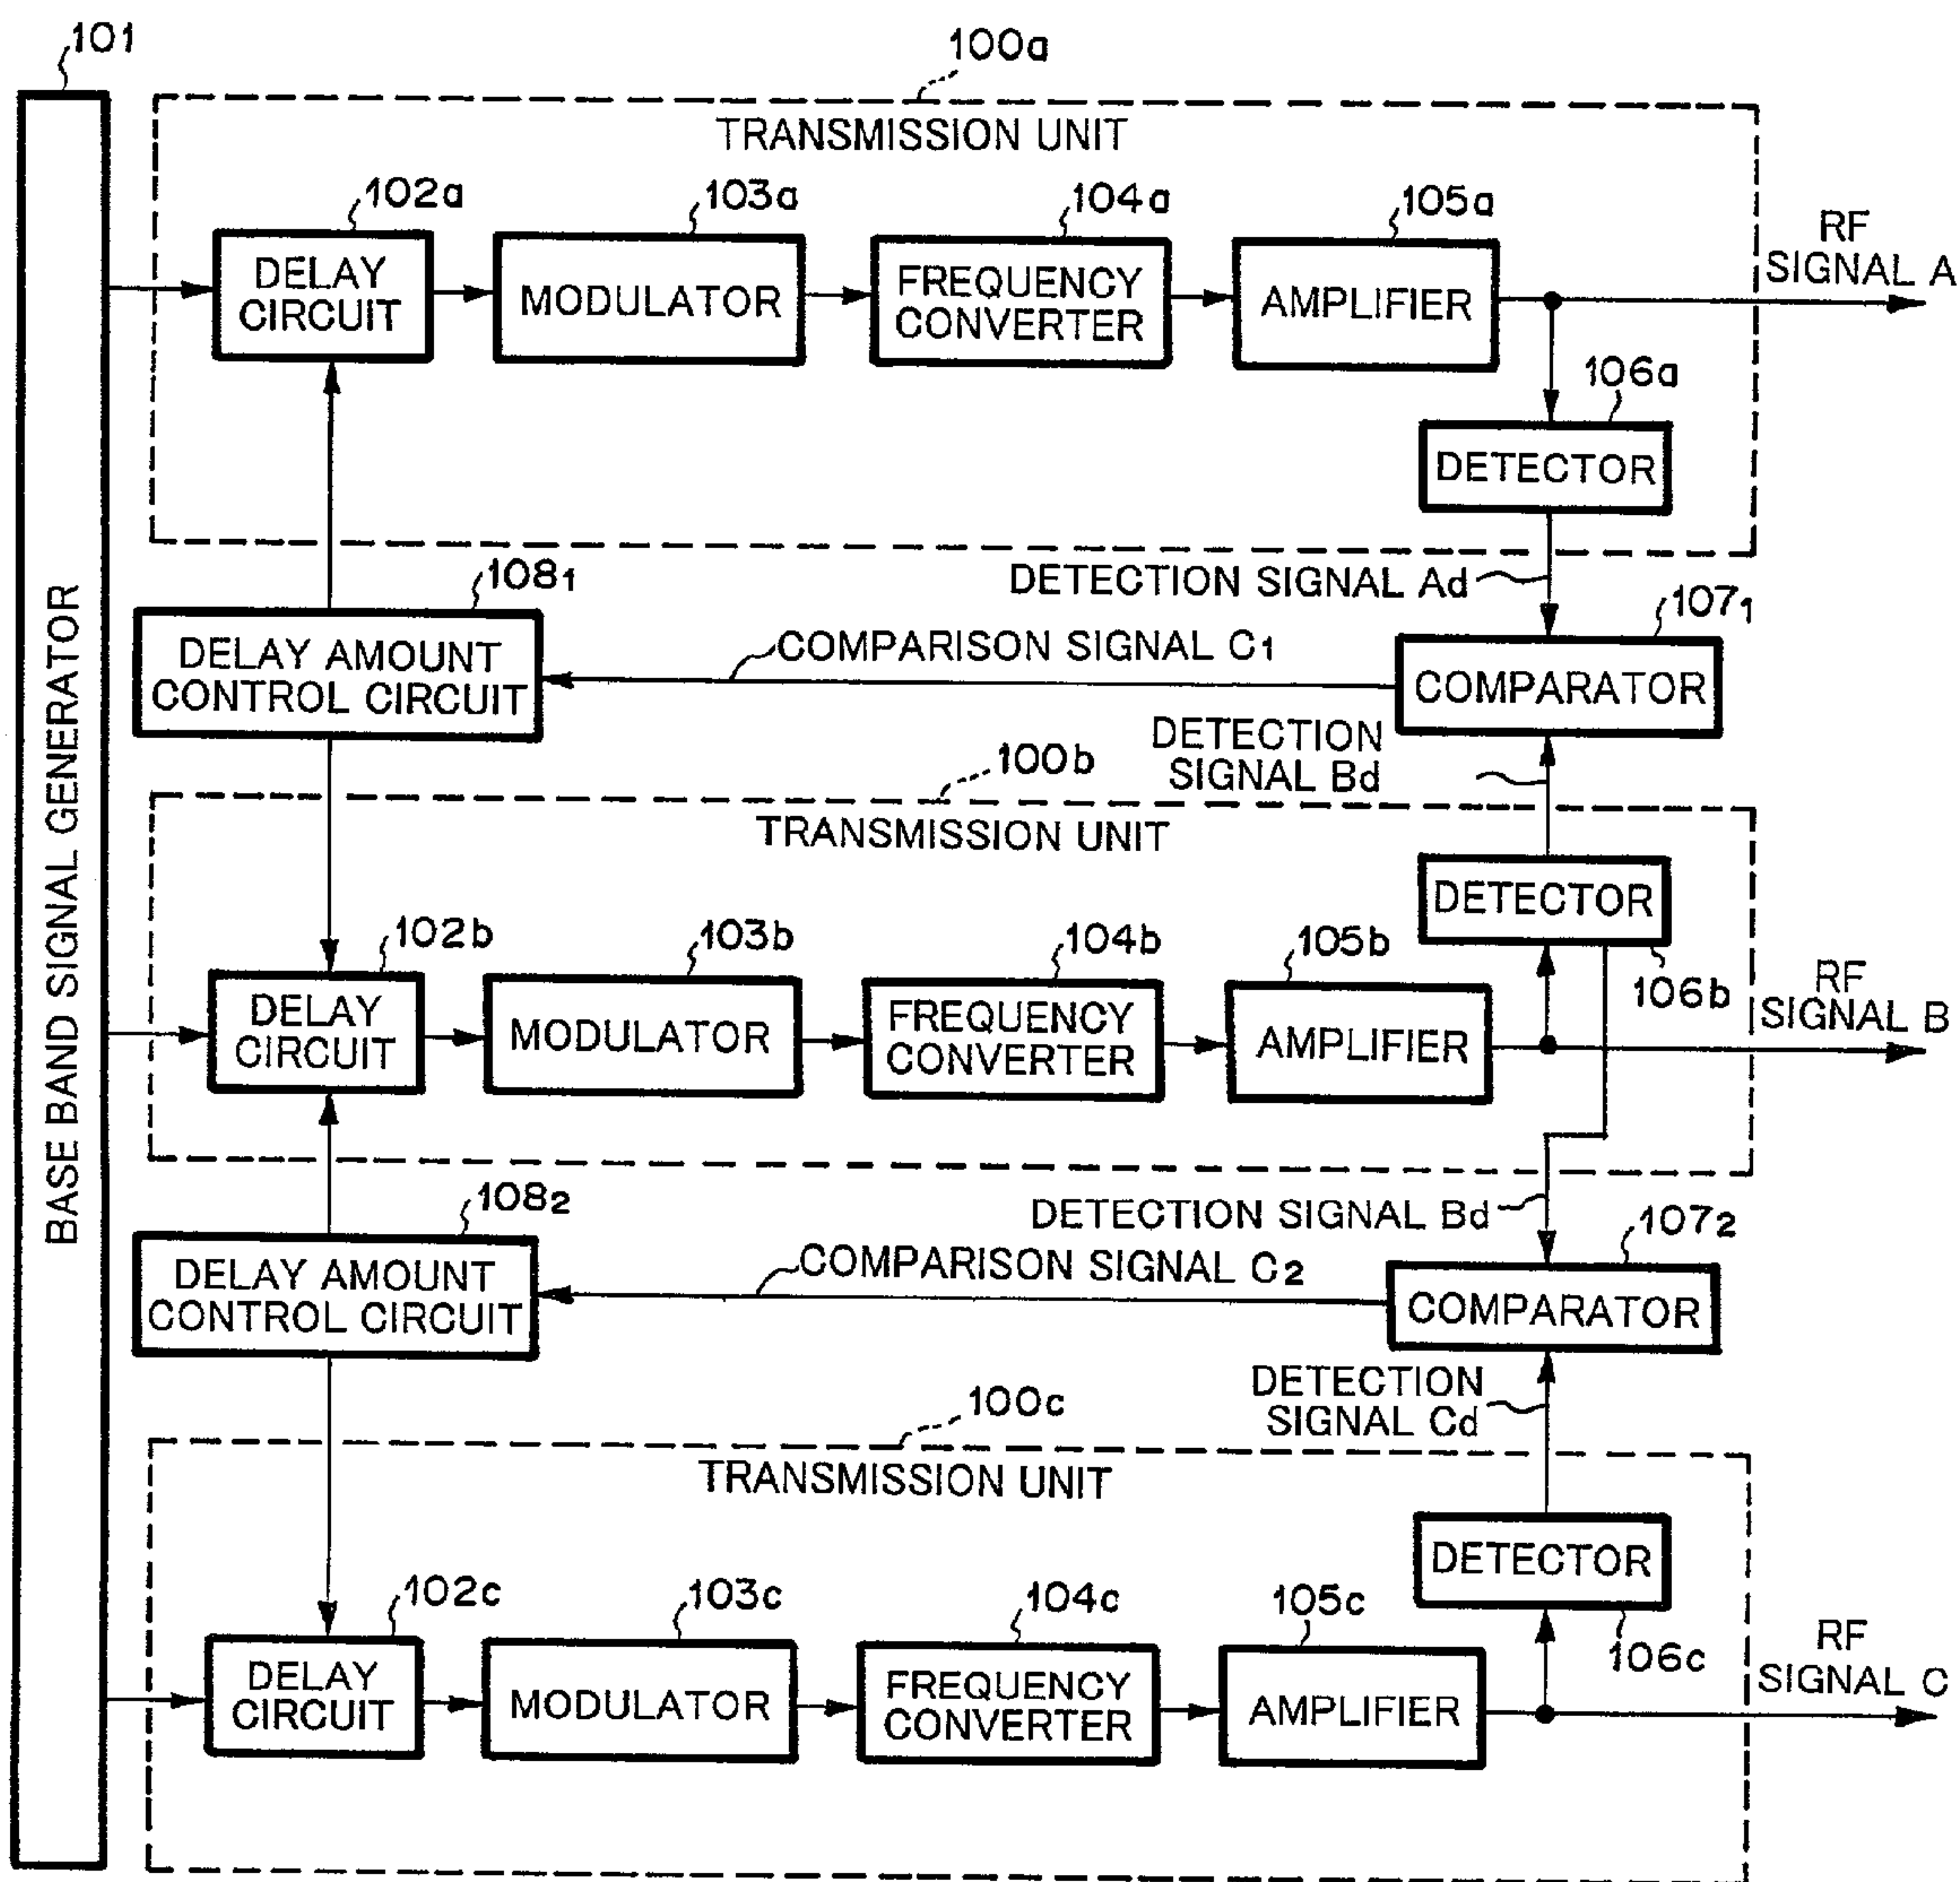 101
100a
TRANSMISSION UNIT
102a
103a
104a
105a
DELAY
CIRCUIT
MODULATOR
FREQUENCY
CONVERTER
AMPLIFIER
RF
SIGNAL A
106a
DETECTOR
DETECTION SIGNAL Ad
108₁
DELAY AMOUNT
CONTROL CIRCUIT
COMPARISON SIGNAL C₁
107₁
COMPARATOR
DETECTION
SIGNAL Bd
BASE BAND SIGNAL GENERATOR
100b
TRANSMISSION UNIT
DETECTOR
106b
102b
103b
104b
105b
DELAY
CIRCUIT
MODULATOR
FREQUENCY
CONVERTER
AMPLIFIER
RF
SIGNAL B
DETECTION SIGNAL Bd
108₂
DELAY AMOUNT
CONTROL CIRCUIT
COMPARISON SIGNAL C₂
107₂
COMPARATOR
DETECTION
SIGNAL Cd
100c
TRANSMISSION UNIT
DETECTOR
106c
102c
103c
104c
105c
DELAY
CIRCUIT
MODULATOR
FREQUENCY
CONVERTER
AMPLIFIER
RF
SIGNAL C